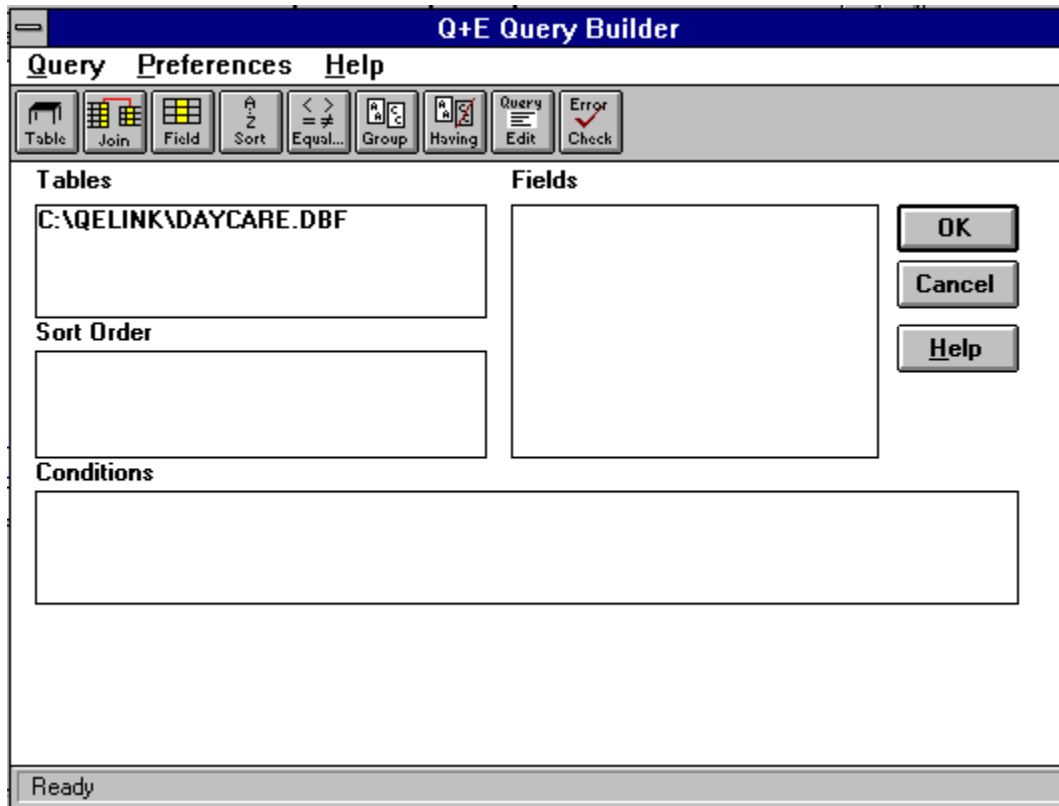 Q+E Query Builder
Query Preferences Help
Table Join Field Sort Equal... Group Having Query Edit Error Check
Tables
Fields
C:\QELINK\DAYCARE.DBF
OK
Cancel
Sort Order
Help
Conditions
Ready